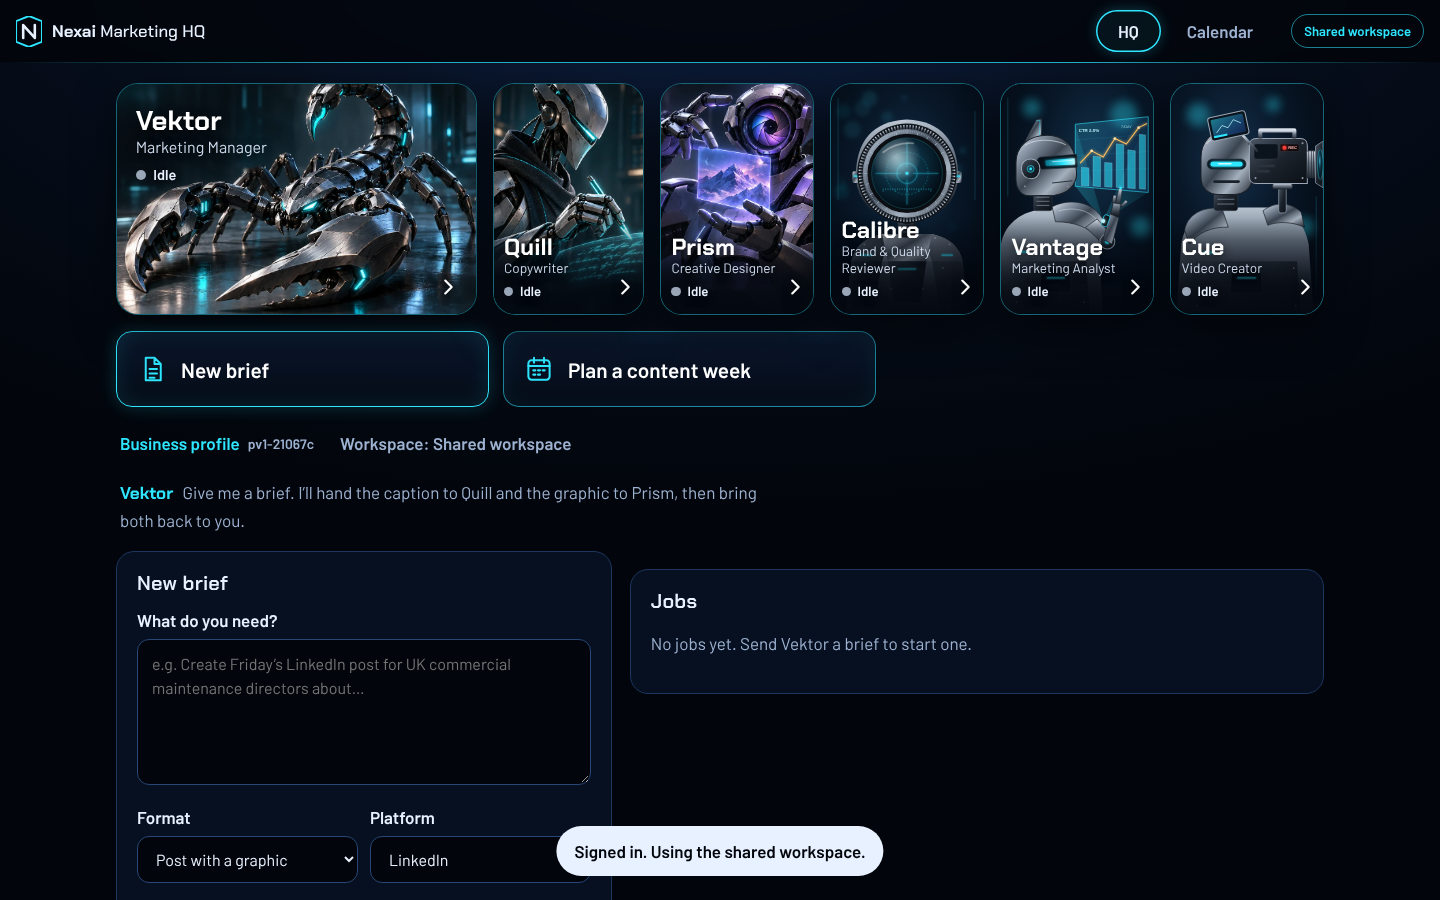 N Nexai Marketing HQ
HQ
Calendar
Shared workspace
Vektor
Marketing Manager
Idle
Quill
Copywriter
Idle
Prism
Creative Designer
Idle
Calibre
Brand & Quality
Reviewer
Idle
CTR 2.5%
Vantage
Marketing Analyst
Idle
REC
Cue
Video Creator
Idle
New brief
Plan a content week
Business profile pv1-21067c
Workspace: Shared workspace
Vektor Give me a brief. I’ll hand the caption to Quill and the graphic to Prism, then bring
both back to you.
New brief
What do you need?
e.g. Create Friday’s LinkedIn post for UK commercial
maintenance directors about...
Format
Platform
Post with a graphic
LinkedIn
Jobs
No jobs yet. Send Vektor a brief to start one.
Signed in. Using the shared workspace.